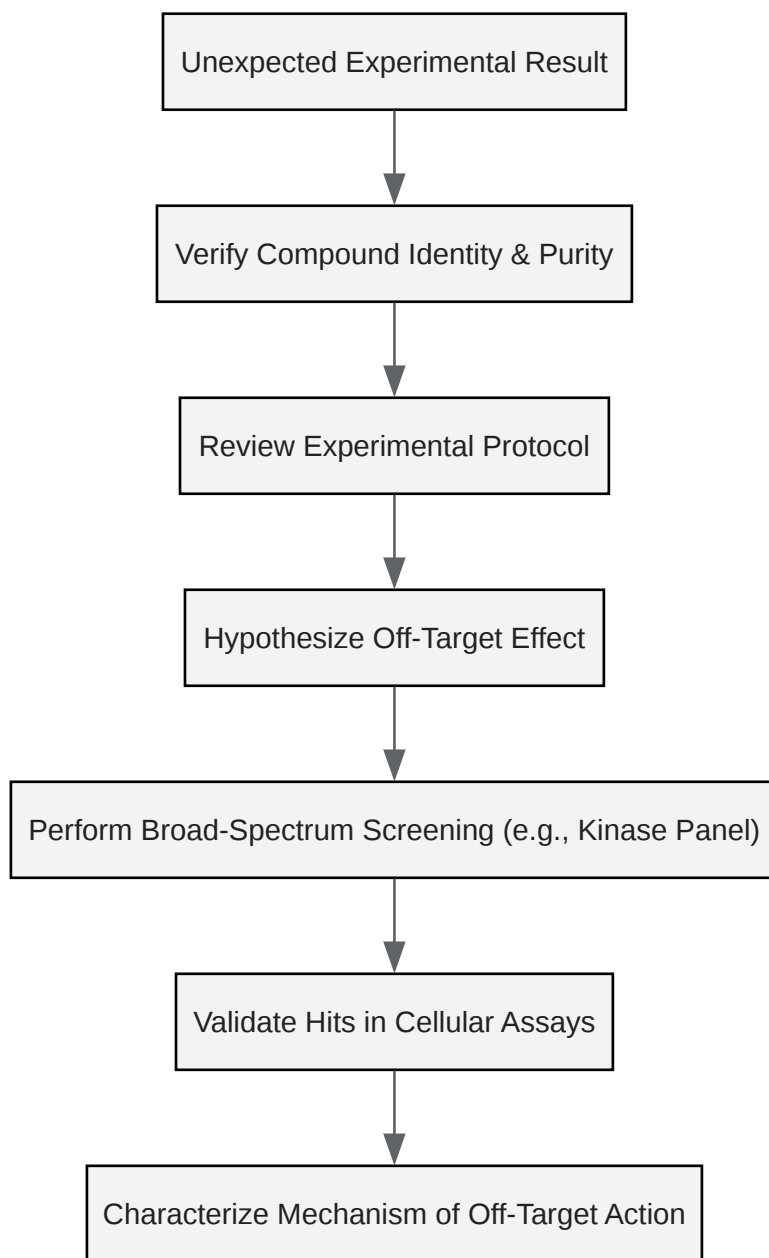 Unexpected Experimental Result
Verify Compound Identity & Purity
Review Experimental Protocol
Hypothesize Off-Target Effect
Perform Broad-Spectrum Screening (e.g., Kinase Panel)
Validate Hits in Cellular Assays
Characterize Mechanism of Off-Target Action